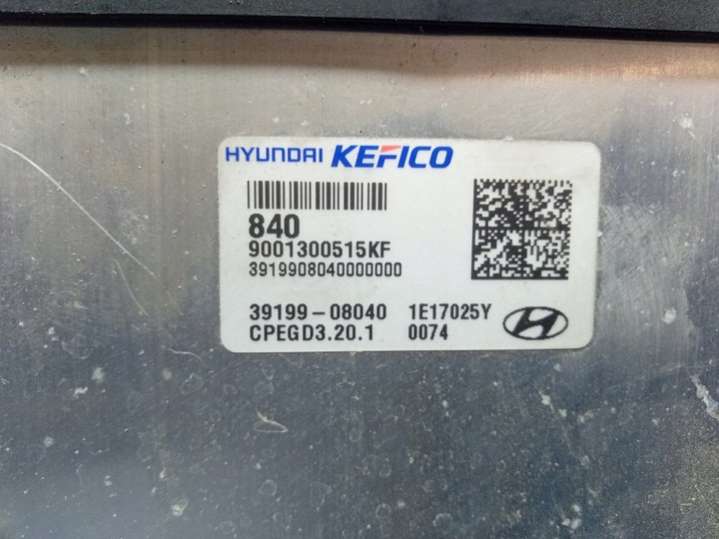 HYUNDAI KEFICO
840
9001300515KF
3919908040000000
39199-08040 1E17025Y
CPEGD3.20.1 0074